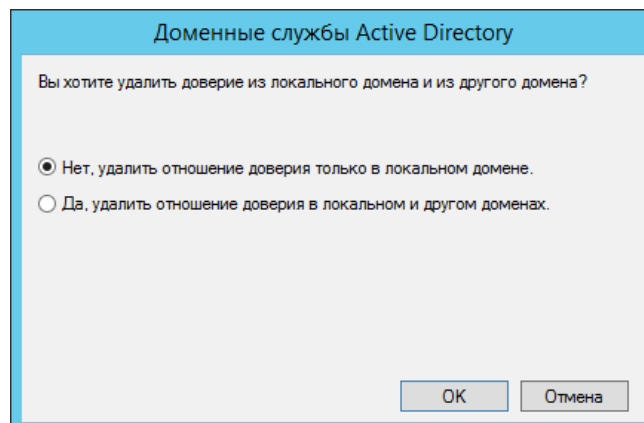 Доменные службы Active Directory
Вы хотите удалить доверие из локального домена и из другого домена?
Нет, удалить отношение доверия только в локальном домене.
Да, удалить отношение доверия в локальном и другом доменах.
OK
Отмена